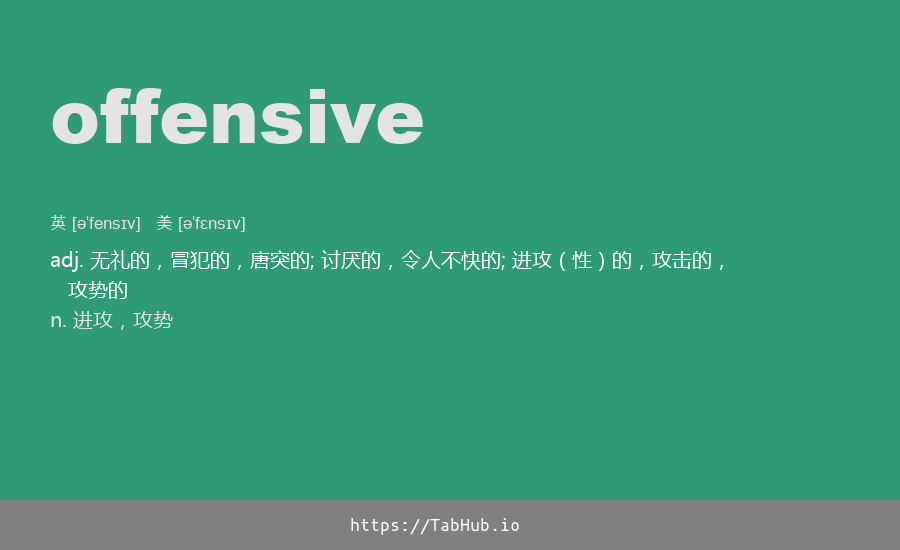 offensive
英 [ə'fensɪv] 美 [ə'fɛnsɪv]
adj. 无礼的，冒犯的，唐突的; 讨厌的，令人不快的; 进攻（性）的，攻击的，
攻势的
n. 进攻，攻势
https://TabHub.io